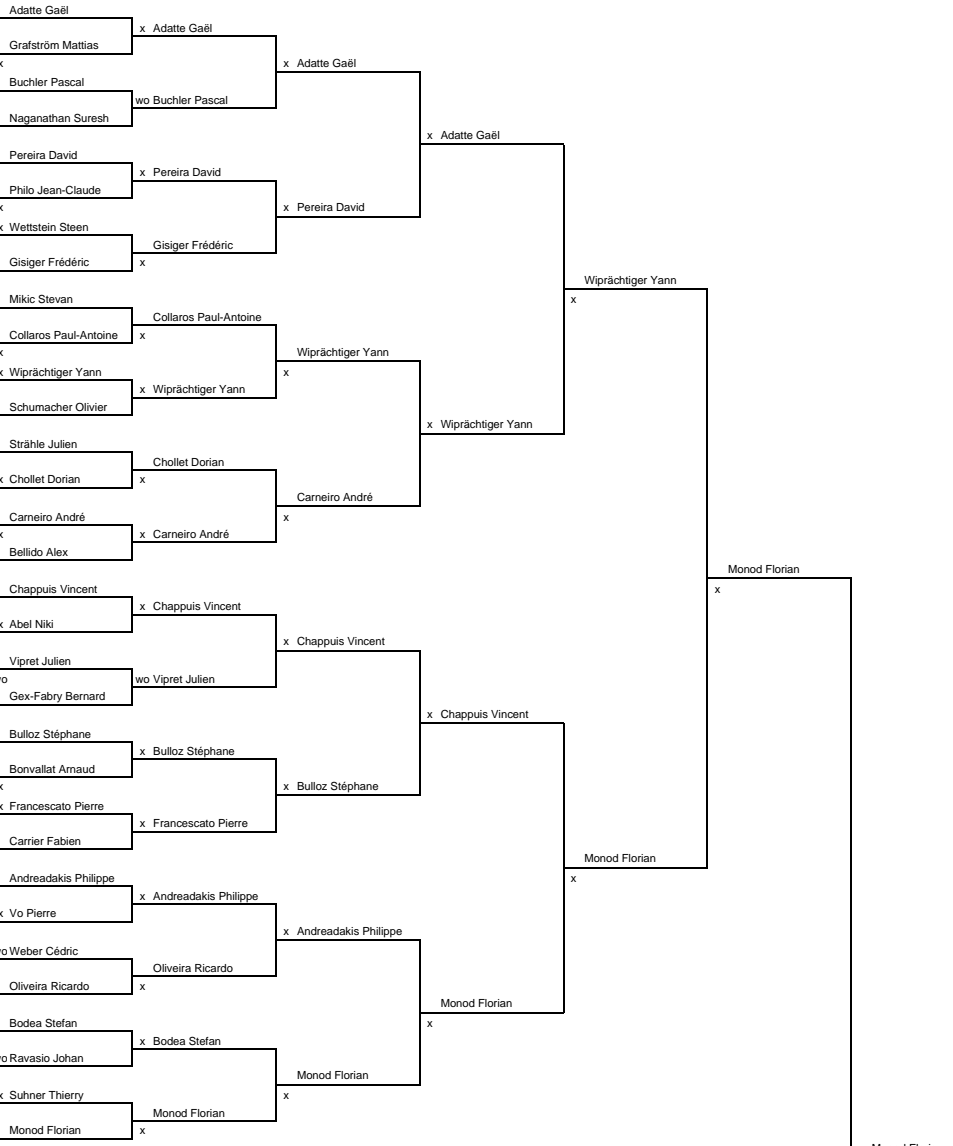 Adatte Gaël
x Adatte Gaël
Grafström Mattias
x
x Adatte Gaël
Buchler Pascal
wo Buchler Pascal
Naganathan Suresh
x Adatte Gaël
Pereira David
x Pereira David
Philo Jean-Claude
x
x Pereira David
x Wettstein Steen
Gisiger Frédéric
Gisiger Frédéric
x
Wiprächtiger Yann
x
Mikic Stevan
Collaros Paul-Antoine
Collaros Paul-Antoine
x
x
Wiprächtiger Yann
x
x Wiprächtiger Yann
x Wiprächtiger Yann
Schumacher Olivier
x Wiprächtiger Yann
Strähle Julien
Chollet Dorian
x Chollet Dorian
x
Carneiro André
x
Carneiro André
x
x Carneiro André
Bellido Alex
Monod Florian
x
Chappuis Vincent
x Chappuis Vincent
x Abel Niki
x Chappuis Vincent
Vipret Julien
wo Vipret Julien
Gex-Fabry Bernard
x Chappuis Vincent
Bulloz Stéphane
x Bulloz Stéphane
Bonvallat Arnaud
x
x Bulloz Stéphane
x Francescato Pierre
x Francescato Pierre
Carrier Fabien
Monod Florian
x
Andreadakis Philippe
x Andreadakis Philippe
x Vo Pierre
x Andreadakis Philippe
Weber Cédric
Oliveira Ricardo
Oliveira Ricardo
x
Monod Florian
x
Bodea Stefan
x Bodea Stefan
Ravasio Johan
Monod Florian
x
x Suhner Thierry
Monod Florian
Monod Florian
x